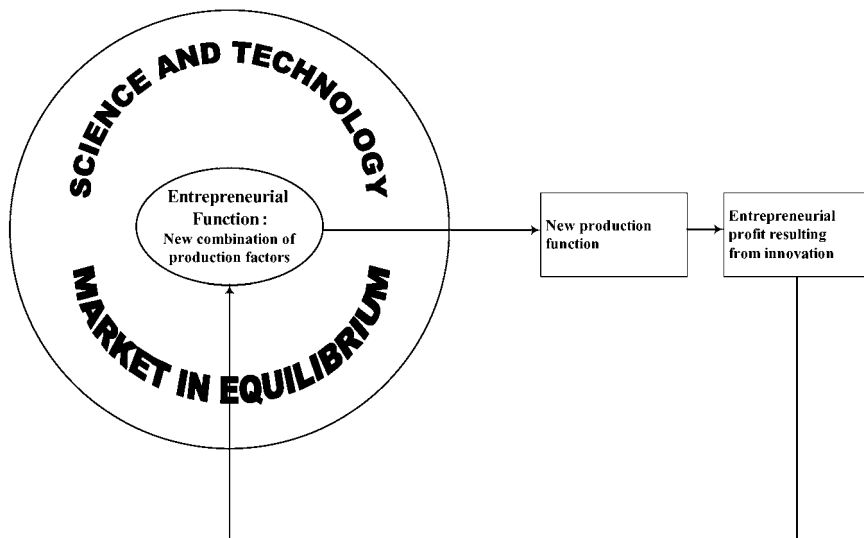 SCIENCE AND TECHNOLOGY
Entrepreneurial
Function :
New combination of
production factors
MARKET IN EQUILIBRIUM
New production
function
Entrepreneurial
profit resulting
from innovation